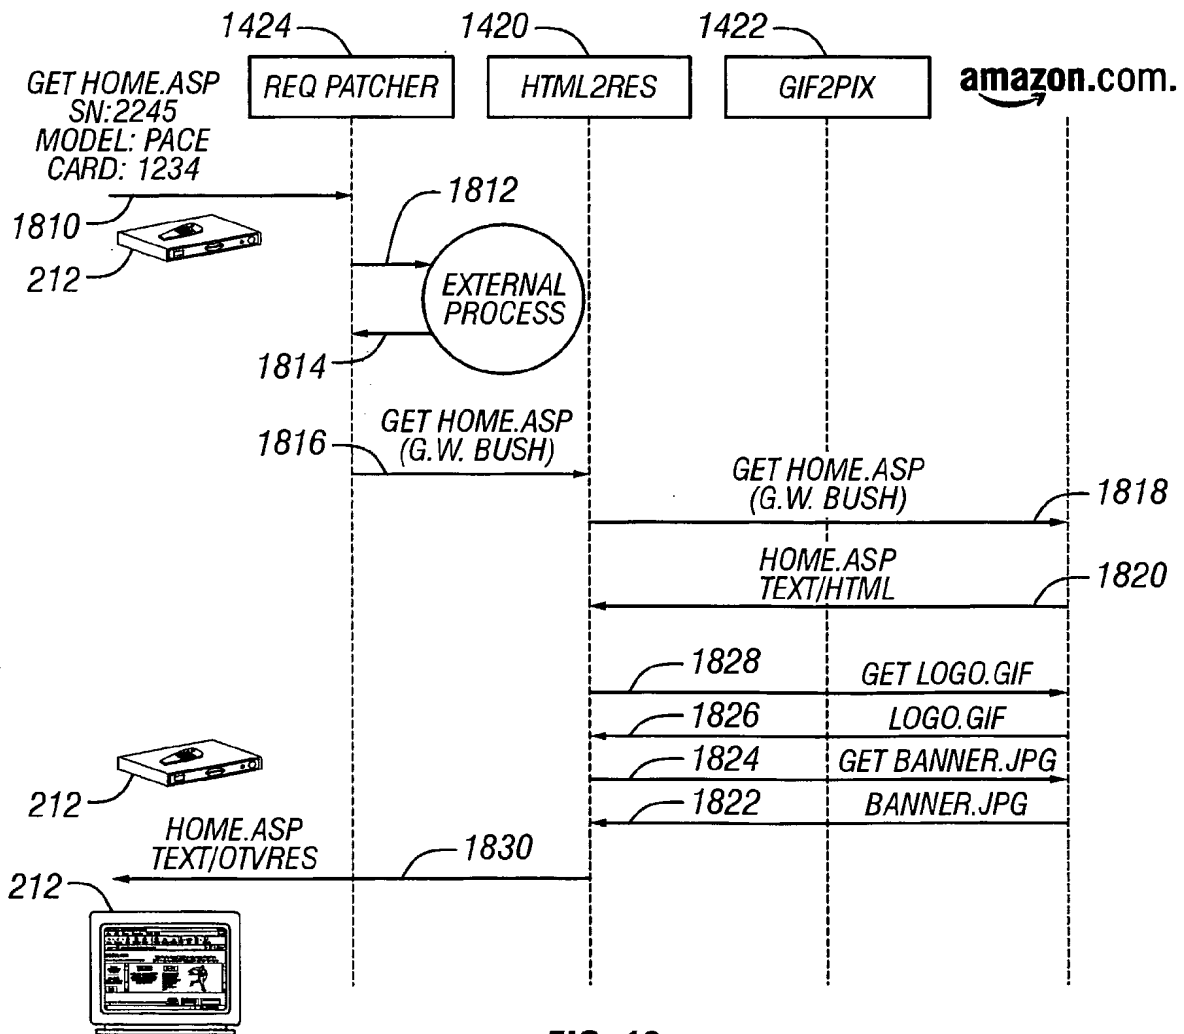 1424
1420
1422
REQ PATCHER
HTML2RES
GIF2PIX
amazon.com.
GET HOME.ASP
SN:2245
MODEL: PACE
CARD: 1234
1810
212
1812
EXTERNAL
PROCESS
1814
GET HOME.ASP
(G.W. BUSH)
1816
GET HOME.ASP
(G.W. BUSH)
1818
HOME.ASP
TEXT/HTML
1820
1828
GET LOGO.GIF
1826
LOGO.GIF
1824
GET BANNER.JPG
1822
BANNER.JPG
212
HOME.ASP
TEXT/OTVRES
1830
212